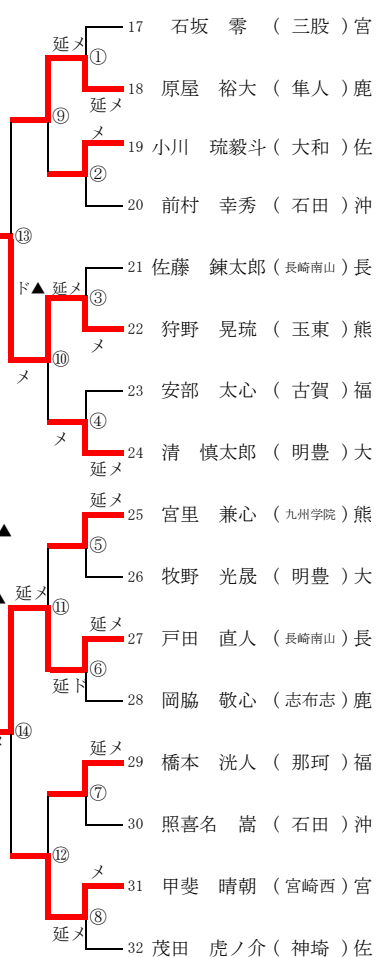 17 石坂 零 ( 三股 ) 宮
延メ
①
18 原屋 裕大 ( 隼人 ) 鹿
延メ
⑨
メ
19 小川 琉毅斗 ( 大和 ) 佐
②
20 前村 幸秀 ( 石田 ) 沖
⑬
21 佐藤 錬太郎 ( 長崎南山 ) 長
ド▲ 延メ
③
22 狩野 晃琉 ( 玉東 ) 熊
メ
⑩
メ
23 安部 太心 ( 古賀 ) 福
④
メ
24 清 慎太郎 ( 明豊 ) 大
延メ
延メ
25 宮里 兼心 ( 九州学院 ) 熊
▲
⑤
26 牧野 光晟 ( 明豊 ) 大
延メ
⑪
延メ
27 戸田 直人 ( 長崎南山 ) 長
⑥
延ド
28 岡脇 敬心 ( 志布志 ) 鹿
⑭
延メ
29 橋本 洸人 ( 那珂 ) 福
⑦
30 照喜名 嵩 ( 石田 ) 沖
⑫
メ
31 甲斐 晴朝 ( 宮崎西 ) 宮
⑧
延メ
32 茂田 虎ノ介 ( 神埼 ) 佐